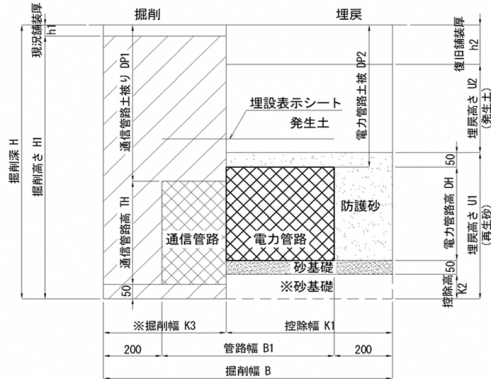 掘削
埋戻
現況舗装厚
h1
掘削深 H
掘削高さ H1
通信管路土被り DP1
通信管路高 TH
50
埋設表示シート
発生土
電力管路土被 DP2
復旧舗装厚
h2
埋戻高さ U2
(発生土)
50
電力管路高 DH
埋戻高さ U1
(再生砂)
50
控除高
K2
防護砂
通信管路
電力管路
砂基礎
※砂基礎
※掘削幅 K3
控除幅 K1
200
管路幅 B1
200
掘削幅 B